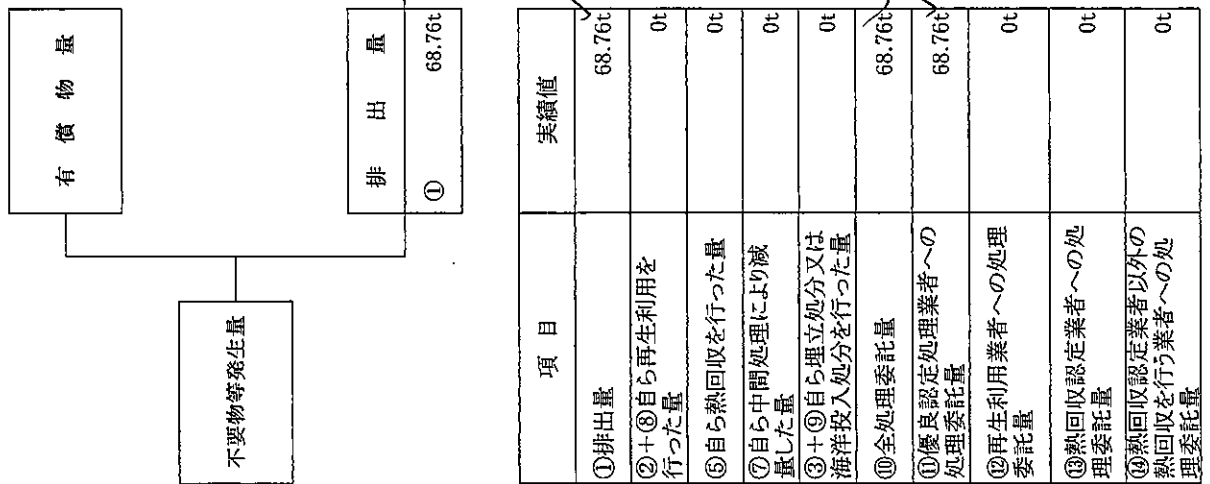 有 償 物 量
不要物等発生量
排 出 量
① 68.76t
項 目 実績値
①排出量 68.76t
②＋⑧自ら再生利用を
行った量 0t
⑤自ら熱回収を行った量 0t
⑦自ら中間処理により減
量した量 0t
③＋⑨自ら埋立処分又は
海洋投入処分を行った量 0t
⑩全処理委託量 68.76t
⑪優良認定処理業者への
処理委託量 68.76t
⑫再生利用業者への処理
委託量 0t
⑬熱回収認定業者への処
理委託量 0t
⑭熱回収認定業者以外の
熱回収を行う業者への処
理委託量 0t